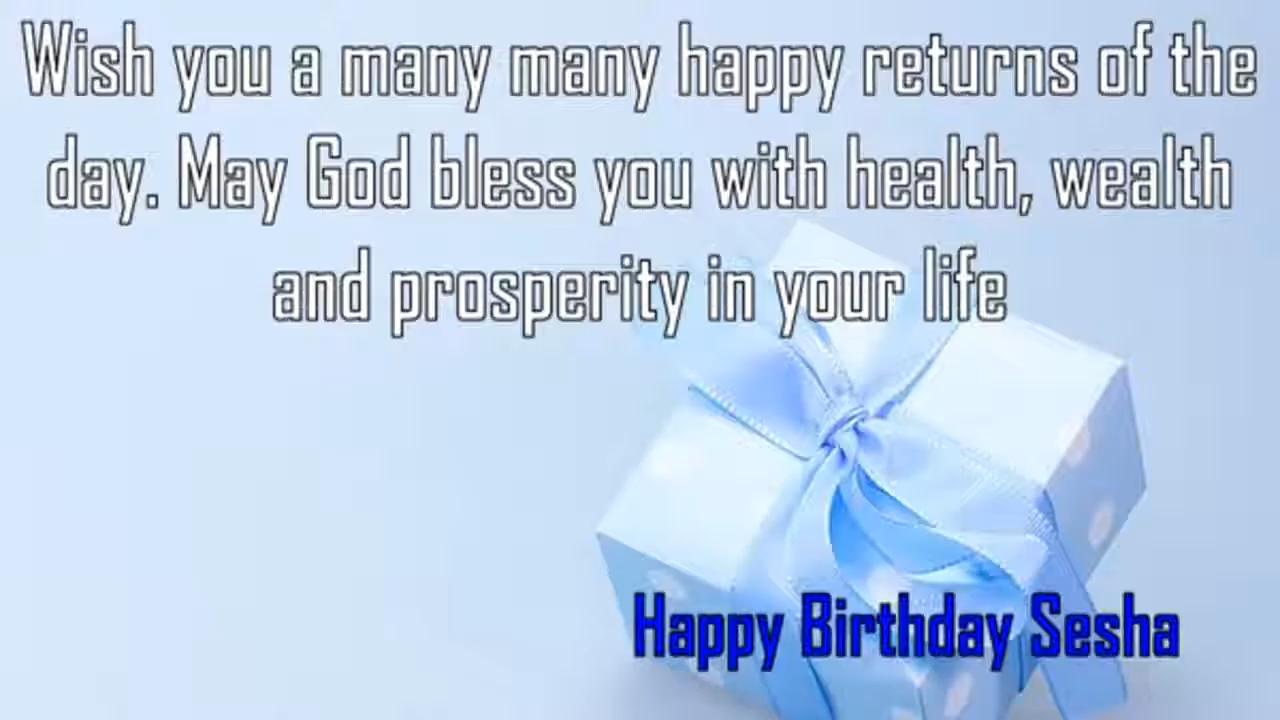 Wish you a many many happy returns of the
day. May God bless you with health, wealth
and prosperity in your life
Happy Birthday Sesha